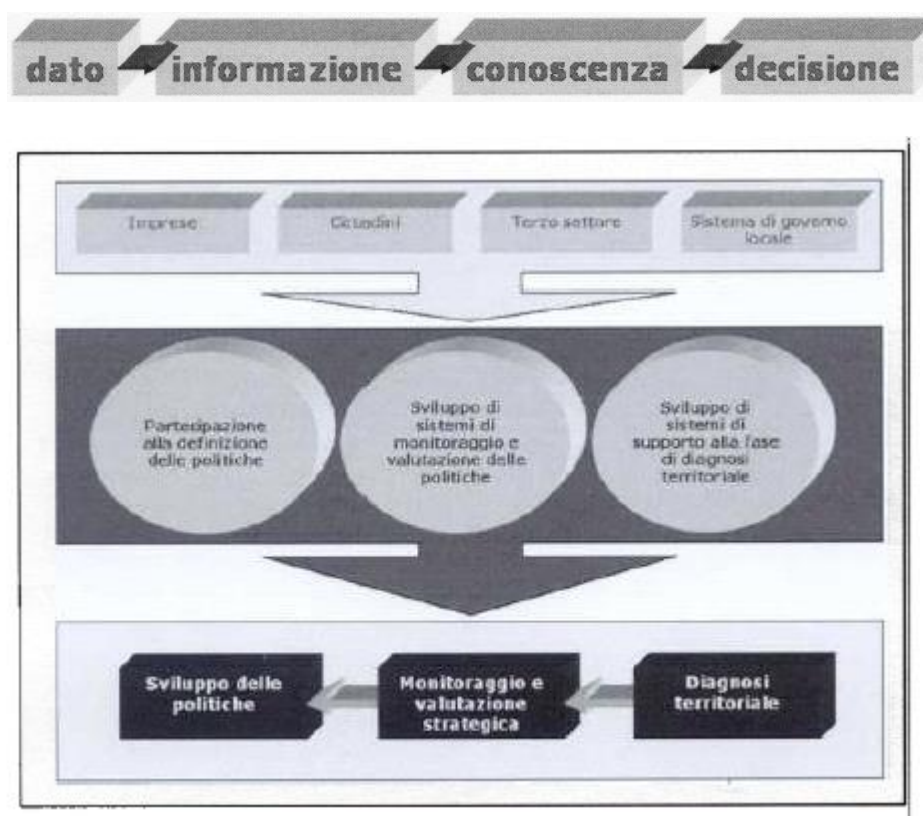 dato informazione conoscenza decisione
Imprese
Cittadini
Terzo settore
Sistema di governo
locale
Partecipazione
alla definizione
delle politiche
Sviluppo di
sistemi di
monitoraggio e
valutazione delle
politiche
Sviluppo di
sistemi di
supporto alla fase
di diagnosi
territoriale
Sviluppo delle
politiche
Monitoraggio e
valutazione
strategica
Diagnosi
territoriale